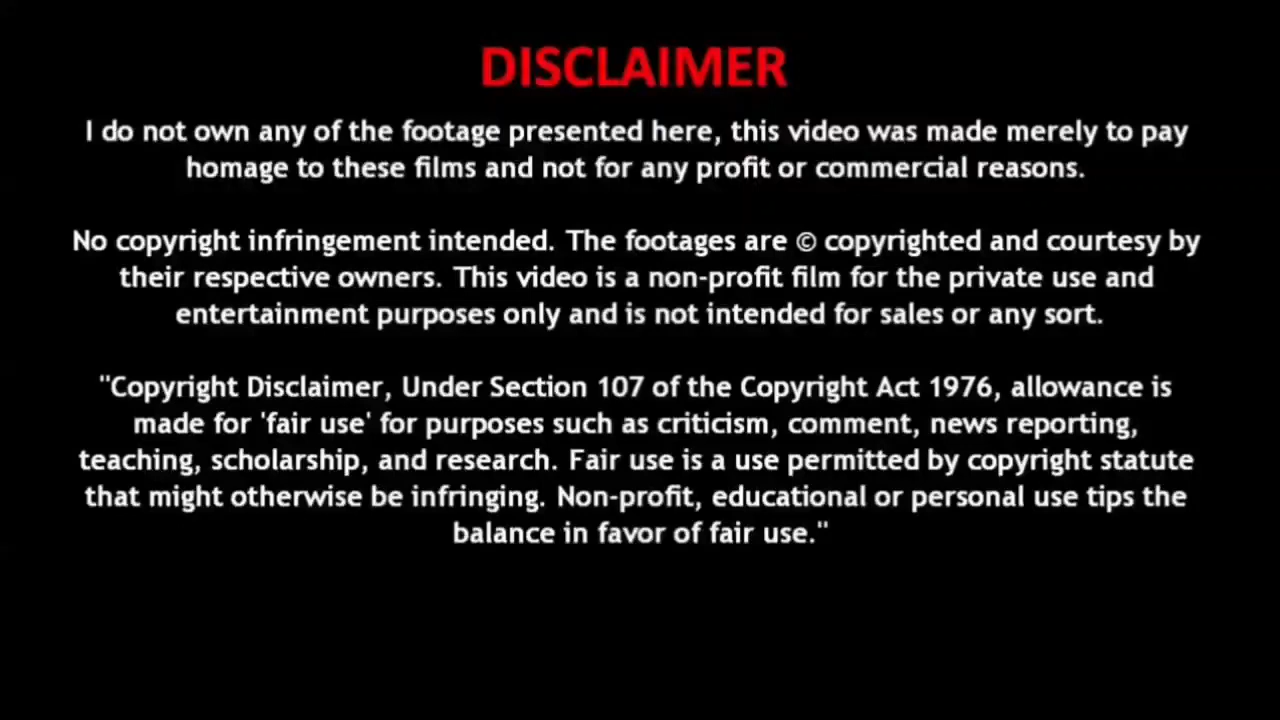 DISCLAIMER
I do not own any of the footage presented here, this video was made merely to pay
homage to these films and not for any profit or commercial reasons.
No copyright infringement intended. The footages are © copyrighted and courtesy by
their respective owners. This video is a non-profit film for the private use and
entertainment purposes only and is not intended for sales or any sort.
"Copyright Disclaimer, Under Section 107 of the Copyright Act 1976, allowance is
made for 'fair use' for purposes such as criticism, comment, news reporting,
teaching, scholarship, and research. Fair use is a use permitted by copyright statute
that might otherwise be infringing. Non-profit, educational or personal use tips the
balance in favor of fair use."